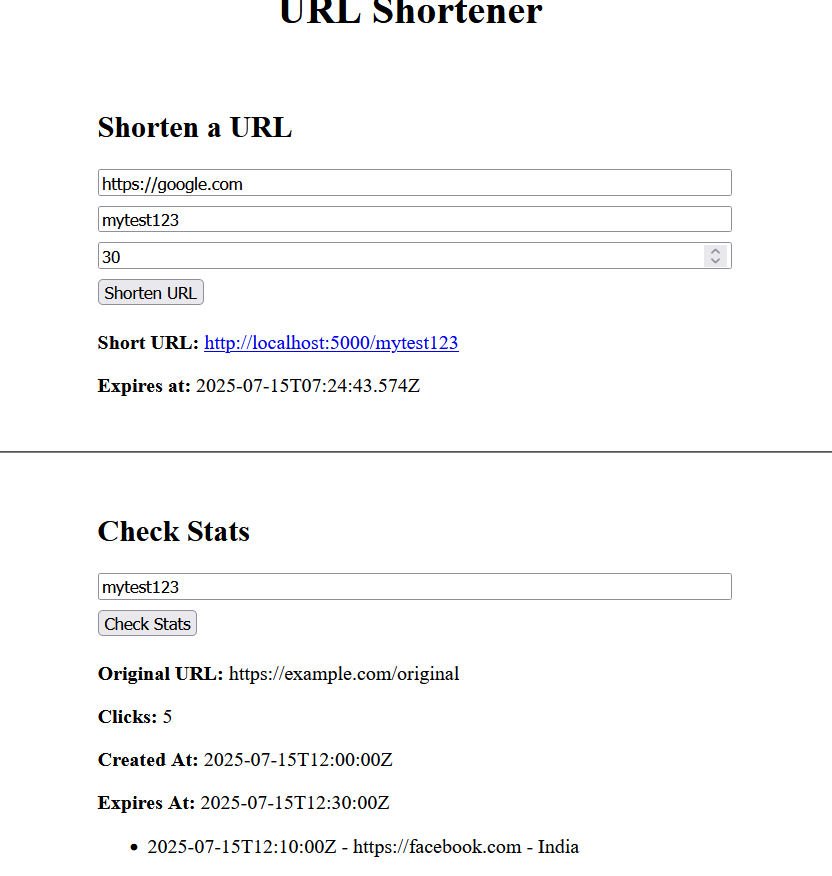 URL Shortener
Shorten a URL
https://google.com
mytest123
30
Shorten URL
Short URL: http://localhost:5000/mytest123
Expires at: 2025-07-15T07:24:43.574Z
Check Stats
mytest123
Check Stats
Original URL: https://example.com/original
Clicks: 5
Created At: 2025-07-15T12:00:00Z
Expires At: 2025-07-15T12:30:00Z
• 2025-07-15T12:10:00Z - https://facebook.com - India